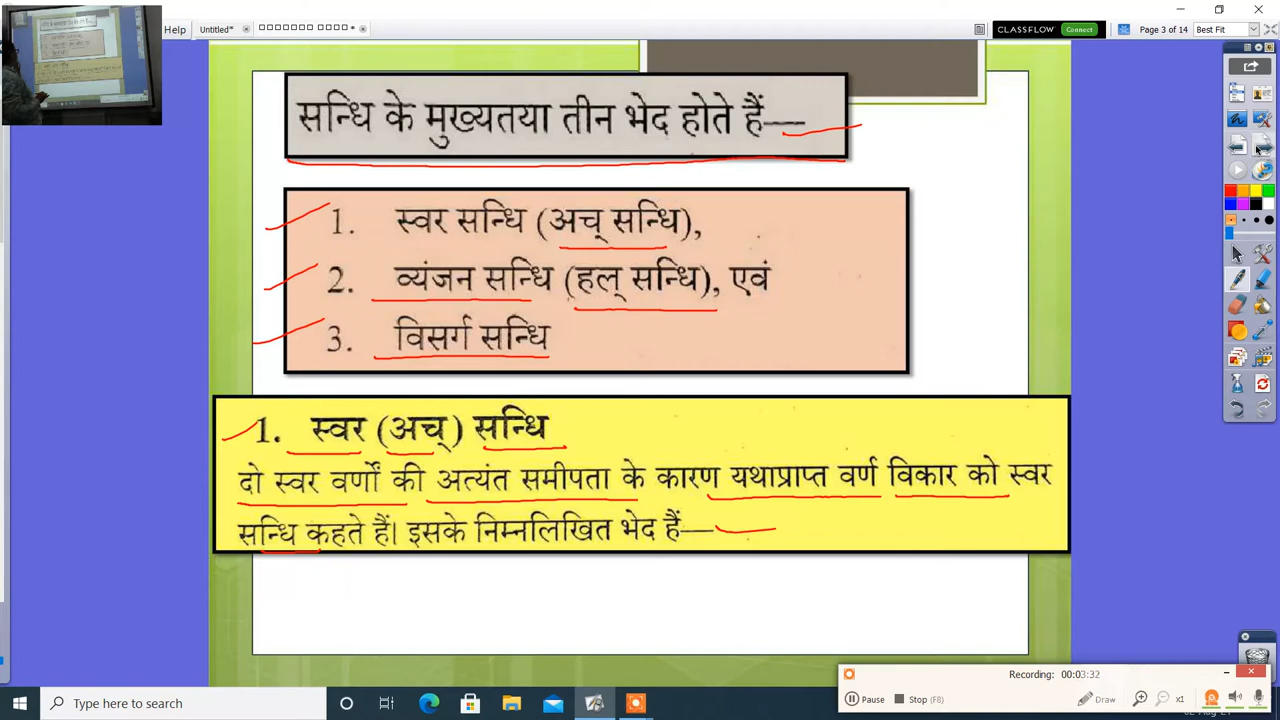 Help
Untitled*
CLASSFLOW
Connect
Page 3 of 14
Best Fit
सन्धि के मुख्यतया तीन भेद होते हैं—
1. स्वर सन्धि (अच् सन्धि),
2. व्यंजन सन्धि (हल् सन्धि), एवं
3. विसर्ग सन्धि
1. स्वर (अच्) सन्धि
दो स्वर वर्णों की अत्यंत समीपता के कारण यथाप्राप्त वर्ण विकार को स्वर
सन्धि कहते हैं। इसके निम्नलिखित भेद हैं—
Recording: 00:03:32
Pause
Stop (F8)
Draw
x1
Type here to search